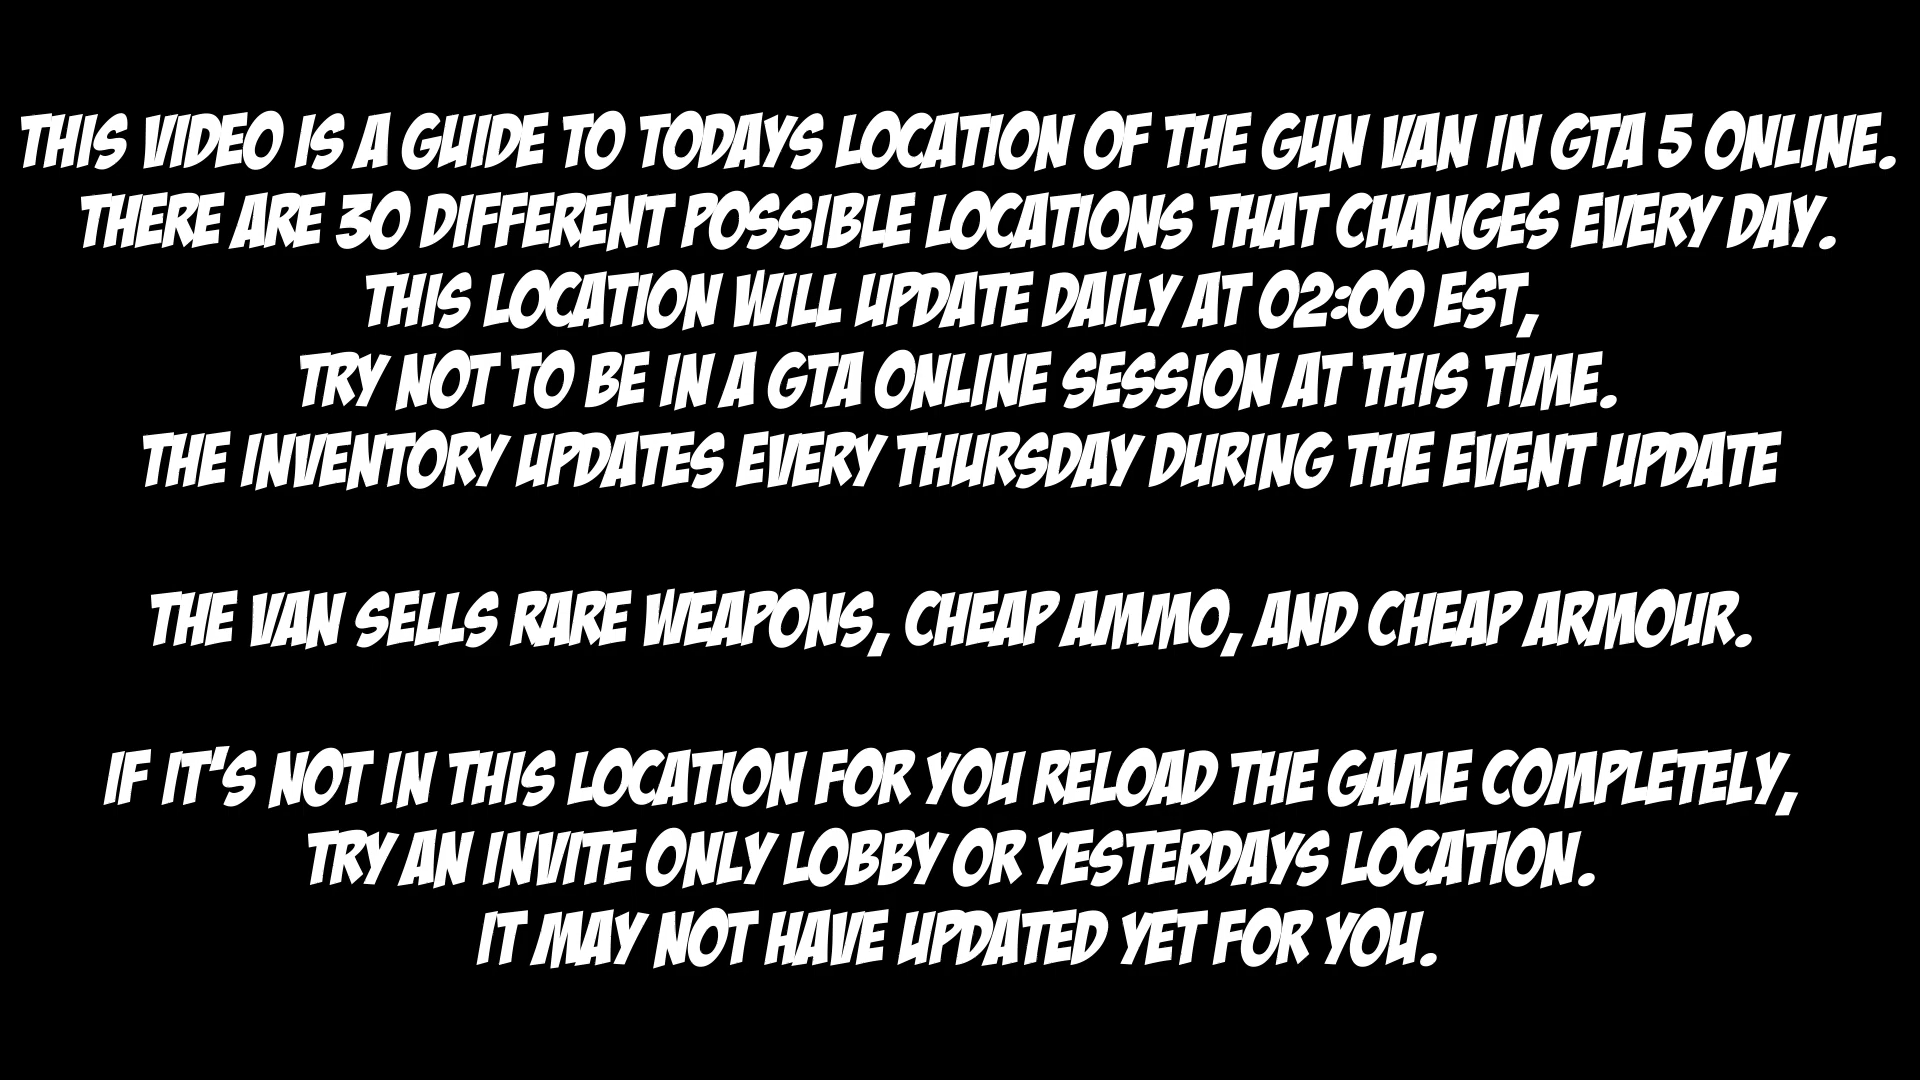 THIS VIDEO IS A GUIDE TO TODAYS LOCATION OF THE GUN VAN IN GTA 5 ONLINE.
THERE ARE 30 DIFFERENT POSSIBLE LOCATIONS THAT CHANGES EVERY DAY.
THIS LOCATION WILL UPDATE DAILY AT 02:00 EST,
TRY NOT TO BE IN A GTA ONLINE SESSION AT THIS TIME.
THE INVENTORY UPDATES EVERY THURSDAY DURING THE EVENT UPDATE
THE VAN SELLS RARE WEAPONS, CHEAP AMMO, AND CHEAP ARMOUR.
IF IT'S NOT IN THIS LOCATION FOR YOU RELOAD THE GAME COMPLETELY,
TRY AN INVITE ONLY LOBBY OR YESTERDAYS LOCATION.
IT MAY NOT HAVE UPDATED YET FOR YOU.